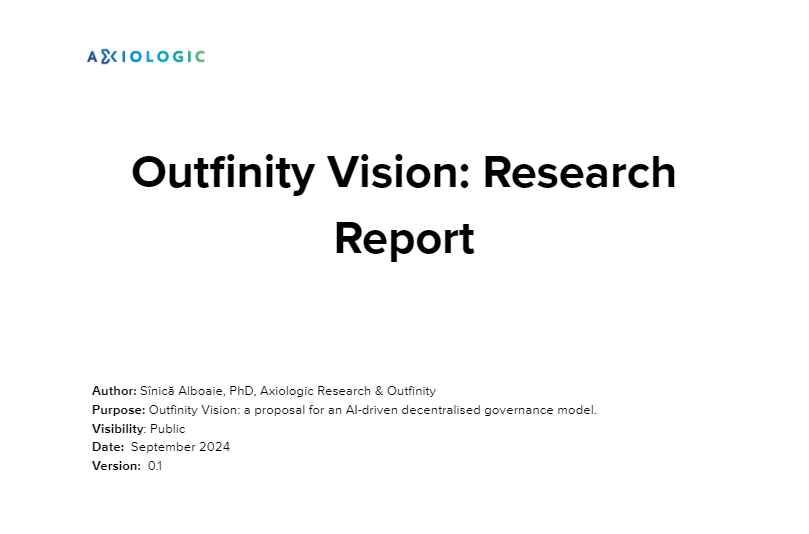 AXIOLOGIC
Outfinity Vision: Research
Report
Author: Sînică Alboaie, PhD, Axiologic Research & Outfinity
Purpose: Outfinity Vision: a proposal for an AI-driven decentralised governance model.
Visibility: Public
Date: September 2024
Version: 0.1